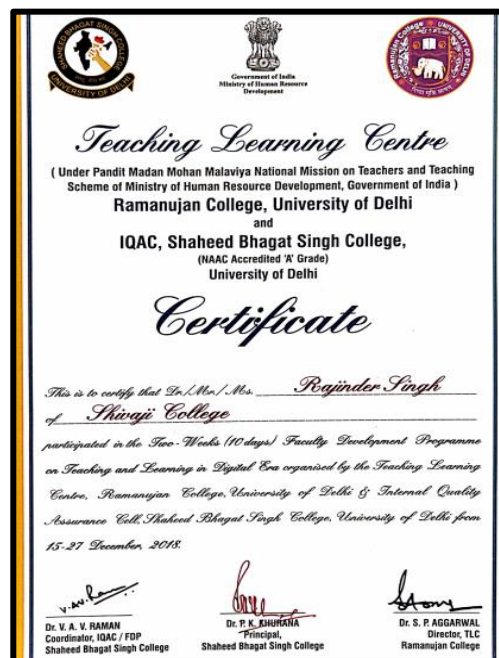 SHAHEED BHAGAT SINGH COLLEGE
UNIVERSITY OF DELHI
Government of India
Ministry of Human Resource
Development
Ramanujan College
UNIVERSITY OF DELHI
Teaching Learning Centre
( Under Pandit Madan Mohan Malaviya National Mission on Teachers and Teaching
Scheme of Ministry of Human Resource Development, Government of India )
Ramanujan College, University of Delhi
and
IQAC, Shaheed Bhagat Singh College,
(NAAC Accredited 'A' Grade)
University of Delhi
Certificate
This is to certify that Dr./Mr./ Ms. Rajinder Singh
of Shivaji College
participated in the Two-Weeks (10 days) Faculty Development Programme
on Teaching and Learning in Digital Era organised by the Teaching Learning
Centre, Ramanujan College, University of Delhi & Internal Quality
Assurance Cell, Shaheed Bhagat Singh College, University of Delhi from
15-27 December, 2018.
V.A.V. Raman
Dr. V. A. V. RAMAN
Coordinator, IQAC / FDP
Shaheed Bhagat Singh College
Dr. P. K. KHURANA
Principal,
Shaheed Bhagat Singh College
Dr. S. P. AGGARWAL
Director, TLC
Ramanujan College